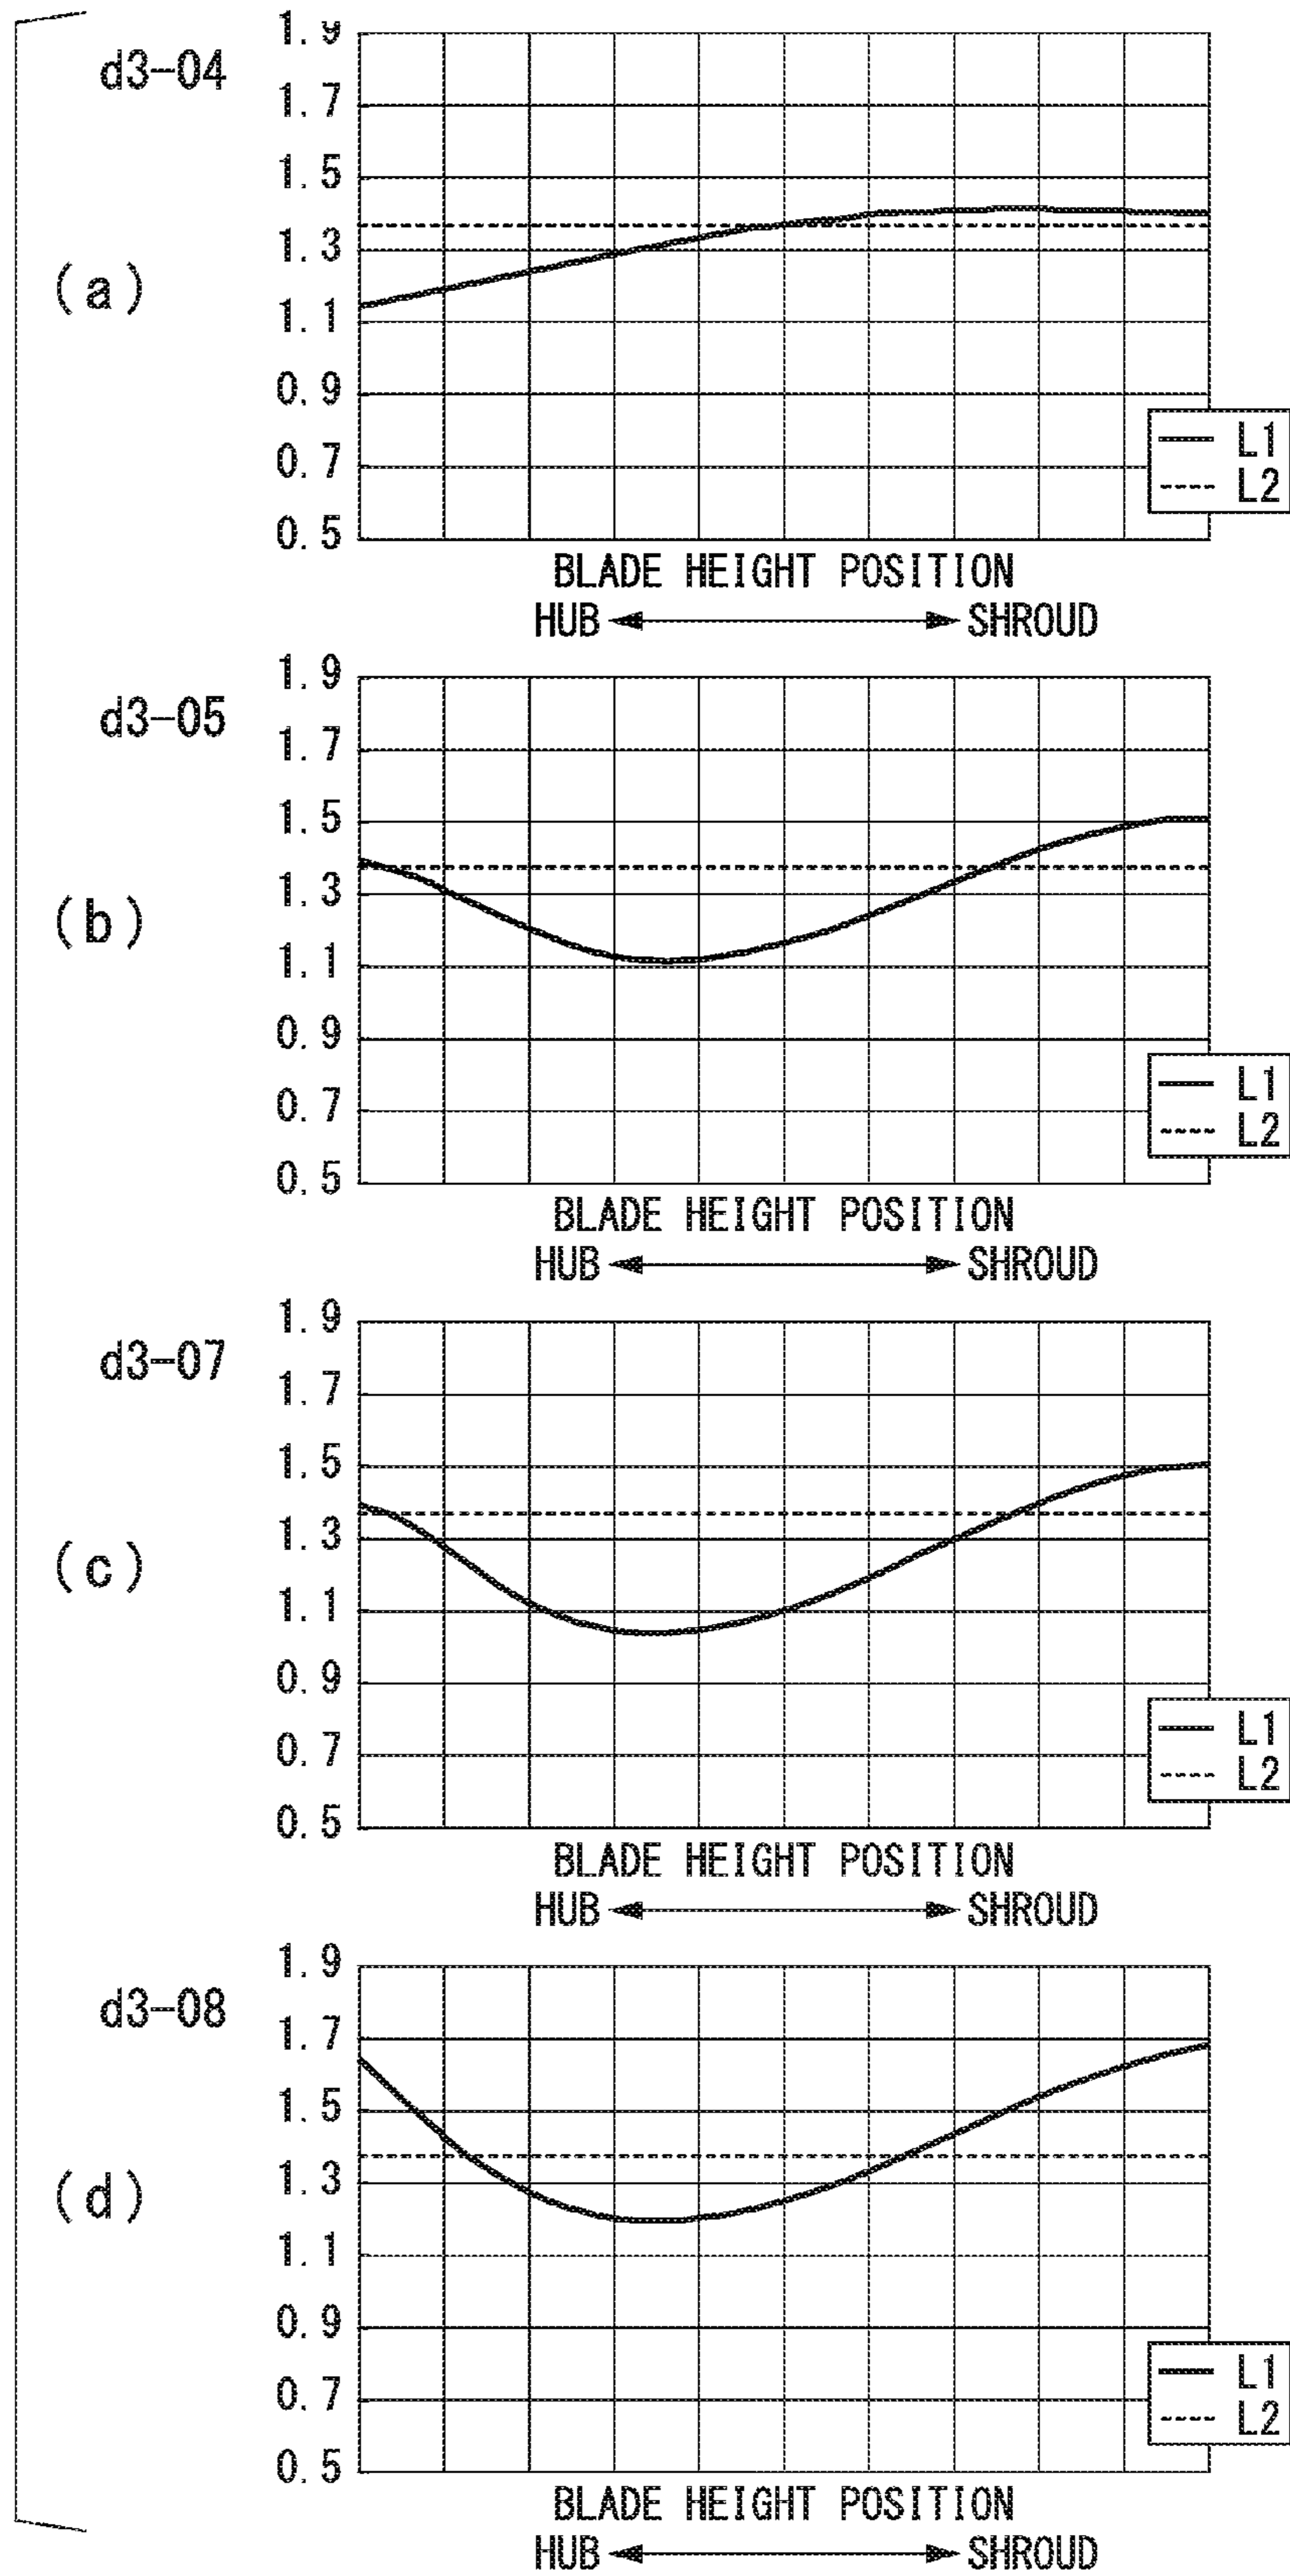 d3-04
(a)
1.9
1.7
1.5
1.3
1.1
0.9
0.7
0.5
L1
L2
BLADE HEIGHT POSITION
HUB SHROUD
d3-05
(b)
1.9
1.7
1.5
1.3
1.1
0.9
0.7
0.5
L1
L2
BLADE HEIGHT POSITION
HUB SHROUD
d3-07
(c)
1.9
1.7
1.5
1.3
1.1
0.9
0.7
0.5
L1
L2
BLADE HEIGHT POSITION
HUB SHROUD
d3-08
(d)
1.9
1.7
1.5
1.3
1.1
0.9
0.7
0.5
L1
L2
BLADE HEIGHT POSITION
HUB SHROUD